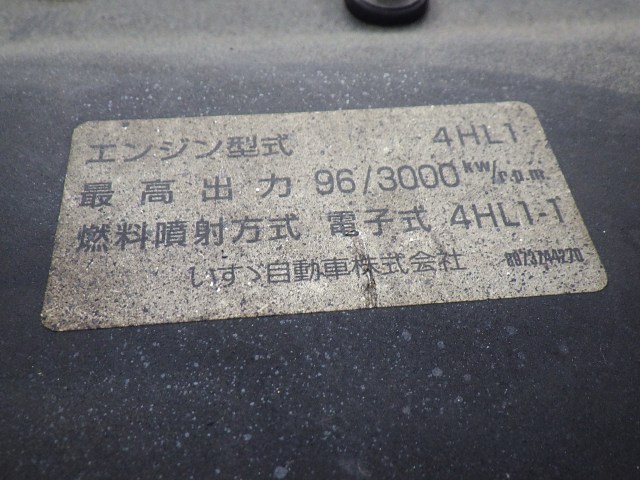 エンジン型式 4HL1
最高出力 96/3000 kw/r.p.m
燃料噴射方式 電子式 4HL1-T
いすゞ自動車株式会社